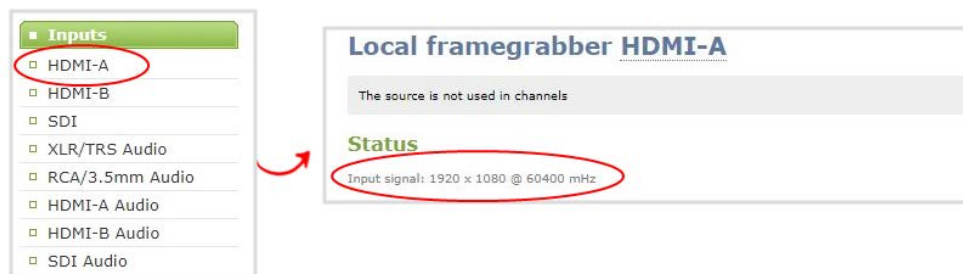 Inputs
HDMI-A
HDMI-B
SDI
XLR/TRS Audio
RCA/3.5mm Audio
HDMI-A Audio
HDMI-B Audio
SDI Audio
Local framegrabber HDMI-A
The source is not used in channels
Status
Input signal: 1920 x 1080 @ 60400 mHz